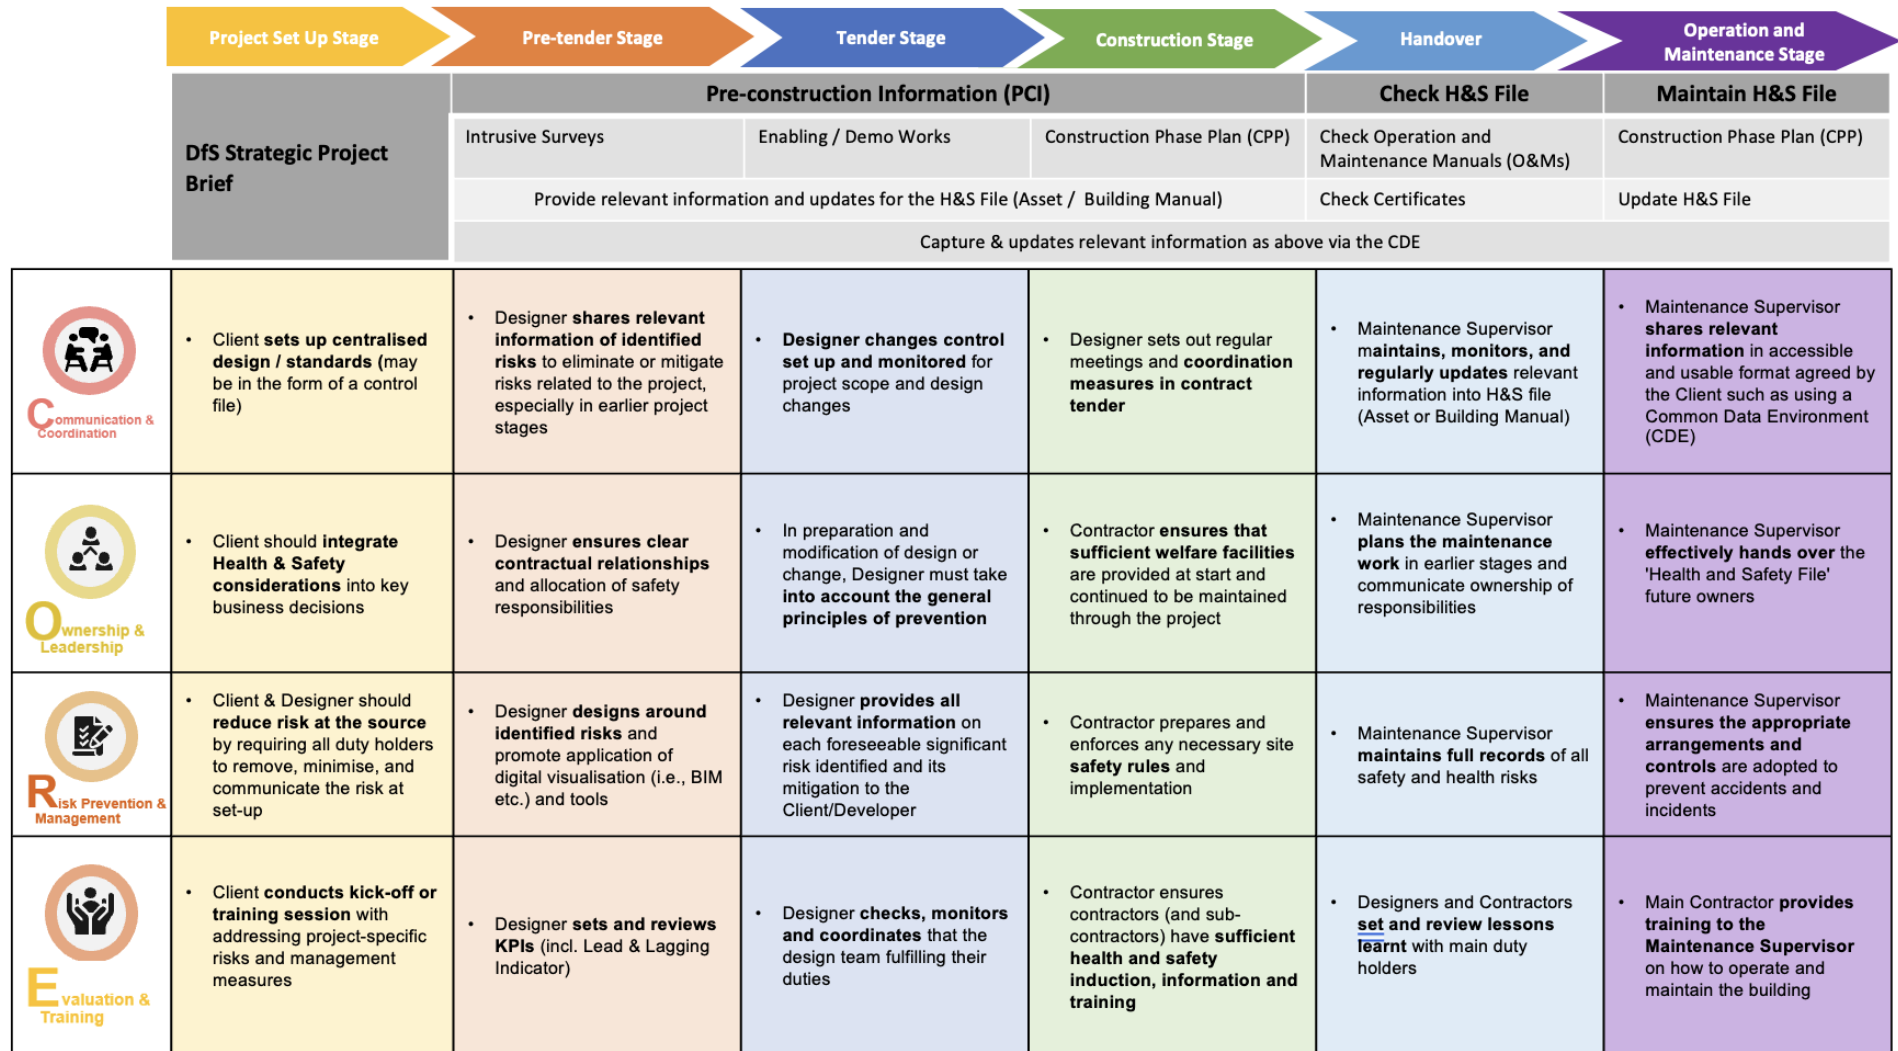 Project Set Up Stage
Pre-tender Stage
Tender Stage
Construction Stage
Handover
Operation and
Maintenance Stage
DfS Strategic Project
Brief
Pre-construction Information (PCI)
Check H&S File
Maintain H&S File
Intrusive Surveys
Enabling / Demo Works
Construction Phase Plan (CPP)
Check Operation and
Maintenance Manuals (O&Ms)
Construction Phase Plan (CPP)
Provide relevant information and updates for the H&S File (Asset / Building Manual)
Check Certificates
Update H&S File
Capture & updates relevant information as above via the CDE
Communication &
Coordination
• Client sets up centralised
design / standards (may
be in the form of a control
file)
• Designer shares relevant
information of identified
risks to eliminate or mitigate
risks related to the project,
especially in earlier project
stages
• Designer changes control
set up and monitored for
project scope and design
changes
• Designer sets out regular
meetings and coordination
measures in contract
tender
• Maintenance Supervisor
maintains, monitors, and
regularly updates relevant
information into H&S file
(Asset or Building Manual)
• Maintenance Supervisor
shares relevant
information in accessible
and usable format agreed by
the Client such as using a
Common Data Environment
(CDE)
Ownership &
Leadership
• Client should integrate
Health & Safety
considerations into key
business decisions
• Designer ensures clear
contractual relationships
and allocation of safety
responsibilities
• In preparation and
modification of design or
change, Designer must take
into account the general
principles of prevention
• Contractor ensures that
sufficient welfare facilities
are provided at start and
continued to be maintained
through the project
• Maintenance Supervisor
plans the maintenance
work in earlier stages and
communicate ownership of
responsibilities
• Maintenance Supervisor
effectively hands over the
'Health and Safety File'
future owners
Risk Prevention &
Management
• Client & Designer should
reduce risk at the source
by requiring all duty holders
to remove, minimise, and
communicate the risk at
set-up
• Designer designs around
identified risks and
promote application of
digital visualisation (i.e., BIM
etc.) and tools
• Designer provides all
relevant information on
each foreseeable significant
risk identified and its
mitigation to the
Client/Developer
• Contractor prepares and
enforces any necessary site
safety rules and
implementation
• Maintenance Supervisor
maintains full records of all
safety and health risks
• Maintenance Supervisor
ensures the appropriate
arrangements and
controls are adopted to
prevent accidents and
incidents
Evaluation &
Training
• Client conducts kick-off or
training session with
addressing project-specific
risks and management
measures
• Designer sets and reviews
KPIs (incl. Lead & Lagging
Indicator)
• Designer checks, monitors
and coordinates that the
design team fulfilling their
duties
• Contractor ensures
contractors (and sub-
contractors) have sufficient
health and safety
induction, information and
training
• Designers and Contractors
set and review lessons
learnt with main duty
holders
• Main Contractor provides
training to the
Maintenance Supervisor
on how to operate and
maintain the building